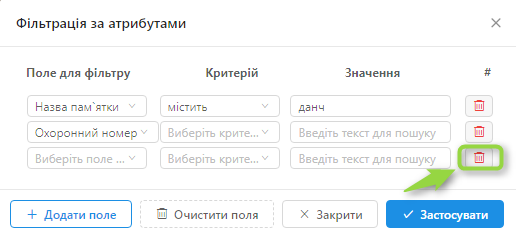 Фільтрація за атрибутами
Поле для фільтру Критерій Значення #
Назва пам`ятки містить данч
Охоронний номер Виберіть крите... Введіть текст для пошуку
Виберіть поле ... Виберіть крите... Введіть текст для пошуку
+ Додати поле Очистити поля × Закрити ✓ Застосувати